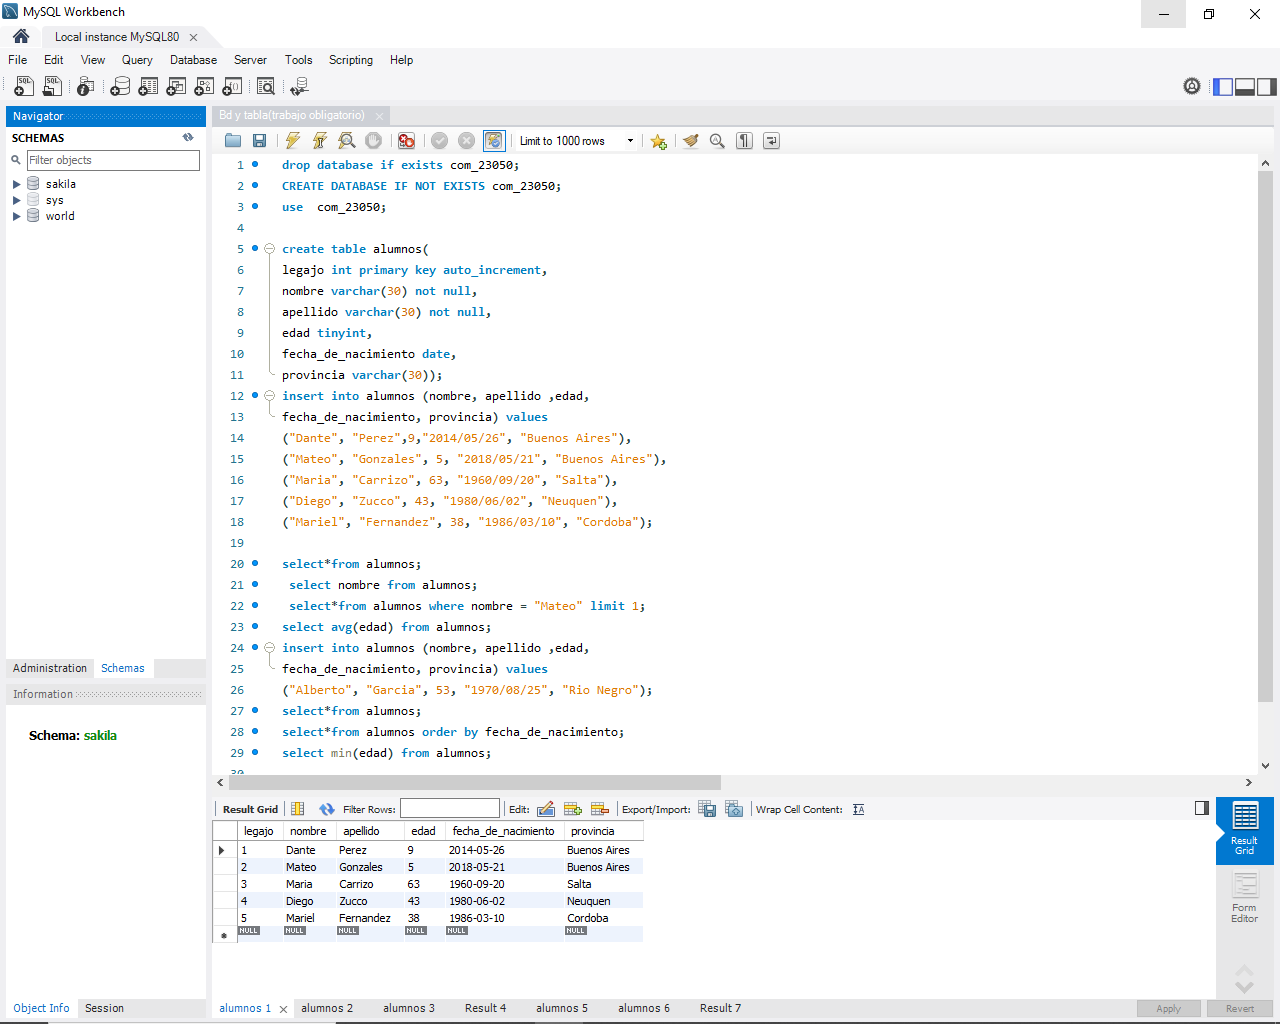 MySQL Workbench
Local instance MySQL80
File Edit View Query Database Server Tools Scripting Help
Navigator
SCHEMAS
Filter objects
sakila
sys
world
Administration Schemas
Information
Schema: sakila
Object Info Session
Bd y tabla(trabajo obligatorio)
Limit to 1000 rows
1 drop database if exists com_23050;
2 CREATE DATABASE IF NOT EXISTS com_23050;
3 use  com_23050;
4
5 create table alumnos(
6 legajo int primary key auto_increment,
7 nombre varchar(30) not null,
8 apellido varchar(30) not null,
9 edad tinyint,
10 fecha_de_nacimiento date,
11 provincia varchar(30));
12 insert into alumnos (nombre, apellido ,edad,
13 fecha_de_nacimiento, provincia) values
14 ("Dante", "Perez",9,"2014/05/26", "Buenos Aires"),
15 ("Mateo", "Gonzales", 5, "2018/05/21", "Buenos Aires"),
16 ("Maria", "Carrizo", 63, "1960/09/20", "Salta"),
17 ("Diego", "Zucco", 43, "1980/06/02", "Neuquen"),
18 ("Mariel", "Fernandez", 38, "1986/03/10", "Cordoba");
19
20 select*from alumnos;
21 select nombre from alumnos;
22 select*from alumnos where nombre = "Mateo" limit 1;
23 select avg(edad) from alumnos;
24 insert into alumnos (nombre, apellido ,edad,
25 fecha_de_nacimiento, provincia) values
26 ("Alberto", "Garcia", 53, "1970/08/25", "Rio Negro");
27 select*from alumnos;
28 select*from alumnos order by fecha_de_nacimiento;
29 select min(edad) from alumnos;
30
Result Grid Filter Rows: Edit: Export/Import: Wrap Cell Content:
legajo nombre apellido edad fecha_de_nacimiento provincia
1 Dante Perez 9 2014-05-26 Buenos Aires
2 Mateo Gonzales 5 2018-05-21 Buenos Aires
3 Maria Carrizo 63 1960-09-20 Salta
4 Diego Zucco 43 1980-06-02 Neuquen
5 Mariel Fernandez 38 1986-03-10 Cordoba
NULL NULL NULL NULL NULL NULL
Result
Grid
Form
Editor
alumnos 1 alumnos 2 alumnos 3 Result 4 alumnos 5 alumnos 6 Result 7
Apply Revert